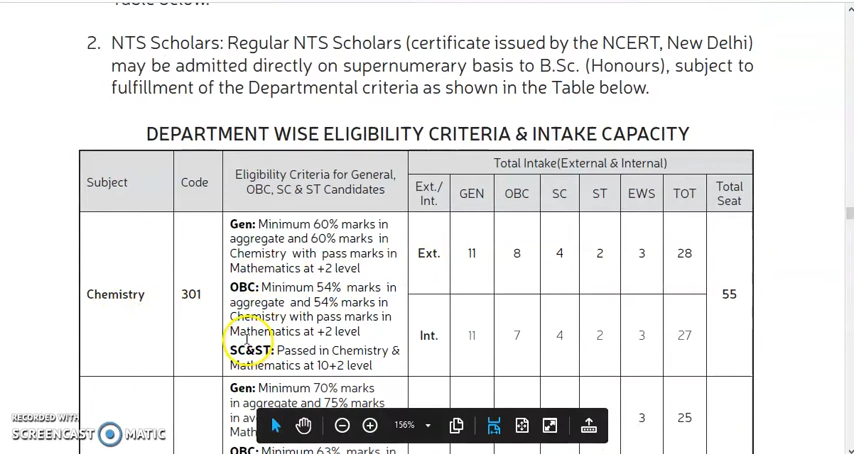 2. NTS Scholars: Regular NTS Scholars (certificate issued by the NCERT, New Delhi)
may be admitted directly on supernumerary basis to B.Sc. (Honours), subject to
fulfillment of the Departmental criteria as shown in the Table below.
DEPARTMENT WISE ELIGIBILITY CRITERIA & INTAKE CAPACITY
Subject
Code
Eligibility Criteria for General,
OBC, SC & ST Candidates
Total Intake(External & Internal)
Ext./
Int.
GEN
OBC
SC
ST
EWS
TOT
Total
Seat
Chemistry
301
Gen: Minimum 60% marks in
aggregate and 60% marks in
Chemistry with pass marks in
Mathematics at +2 level
OBC: Minimum 54% marks in
aggregate and 54% marks in
Chemistry with pass marks in
Mathematics at +2 level
SC&ST: Passed in Chemistry &
Mathematics at 10+2 level
Ext. 11 8 4 2 3 28
Int. 11 7 4 2 3 27
55
Gen: Minimum 70% marks
in aggregate and 75% marks
3 25
OBC: Minimum 63% marks in
156%
RECORDED WITH
SCREENCAST MATIC